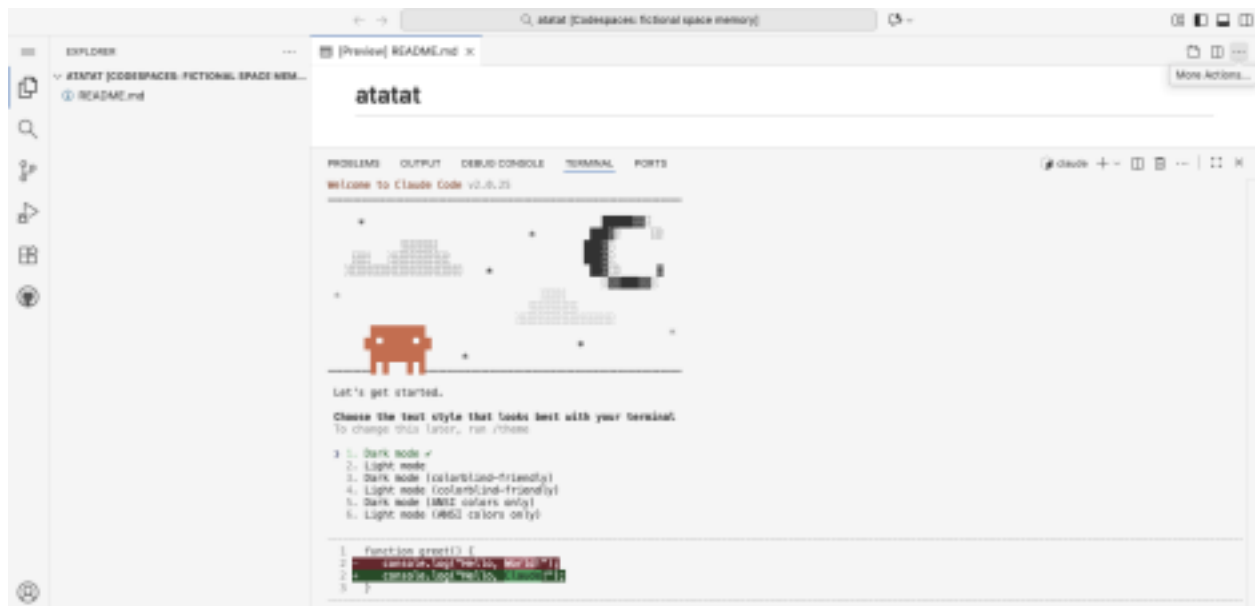 atatat [Codespaces: fictional space memory]
EXPLORER
[Preview] README.md
More Actions...
ATATAT [CODESPACES: FICTIONAL SPACE MEM...
README.md
atatat
PROBLEMS OUTPUT DEBUG CONSOLE TERMINAL PORTS
claude
Welcome to Claude Code v2.0.25
Let's get started.
Choose the text style that looks best with your terminal
To change this later, run /theme
❯ 1. Dark mode ✓
2. Light mode
3. Dark mode (colorblind-friendly)
4. Light mode (colorblind-friendly)
5. Dark mode (ANSI colors only)
6. Light mode (ANSI colors only)
1 function greet() {
2 - console.log("Hello, World!");
2 + console.log("Hello, Claude!");
3 }